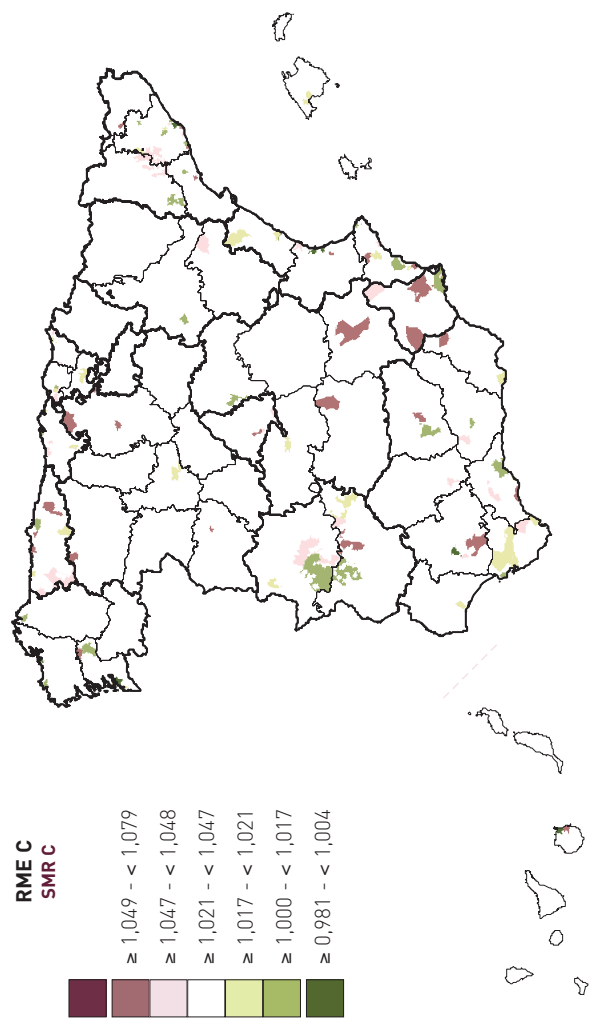 RME C
SMR C
≥ 1,049 - < 1,079
≥ 1,047 - < 1,048
≥ 1,021 - < 1,047
≥ 1,017 - < 1,021
≥ 1,000 - < 1,017
≥ 0,981 - < 1,004